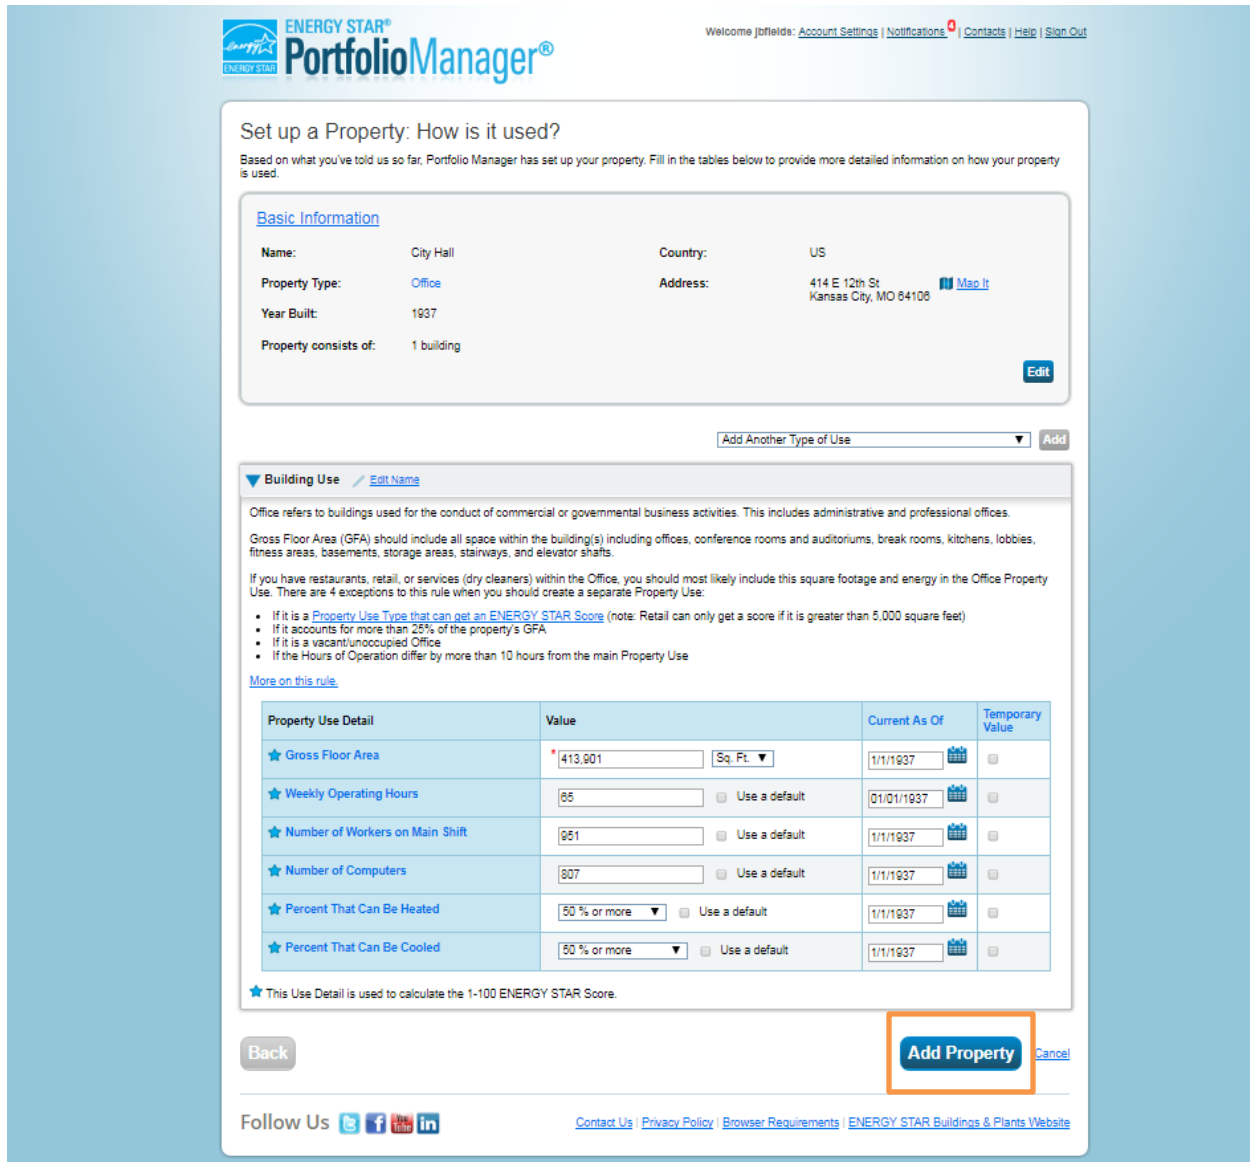 ENERGY STAR®
PortfolioManager®
ENERGY STAR
Welcome jbfields: Account Settings | Notifications 4 | Contacts | Help | Sign Out
Set up a Property: How is it used?
Based on what you've told us so far, Portfolio Manager has set up your property. Fill in the tables below to provide more detailed information on how your property
is used.
Basic Information
Name: City Hall Country: US
Property Type: Office Address: 414 E 12th St Map It
Kansas City, MO 64106
Year Built: 1937
Property consists of: 1 building
Edit
Add Another Type of Use Add
Building Use Edit Name
Office refers to buildings used for the conduct of commercial or governmental business activities. This includes administrative and professional offices.
Gross Floor Area (GFA) should include all space within the building(s) including offices, conference rooms and auditoriums, break rooms, kitchens, lobbies,
fitness areas, basements, storage areas, stairways, and elevator shafts.
If you have restaurants, retail, or services (dry cleaners) within the Office, you should most likely include this square footage and energy in the Office Property
Use. There are 4 exceptions to this rule when you should create a separate Property Use:
• If it is a Property Use Type that can get an ENERGY STAR Score (note: Retail can only get a score if it is greater than 5,000 square feet)
• If it accounts for more than 25% of the property's GFA
• If it is a vacant/unoccupied Office
• If the Hours of Operation differ by more than 10 hours from the main Property Use
More on this rule.
Property Use Detail Value Current As Of Temporary
Value
Gross Floor Area * 413,901 Sq. Ft. 1/1/1937
Weekly Operating Hours 65 Use a default 01/01/1937
Number of Workers on Main Shift 951 Use a default 1/1/1937
Number of Computers 807 Use a default 1/1/1937
Percent That Can Be Heated 50 % or more Use a default 1/1/1937
Percent That Can Be Cooled 50 % or more Use a default 1/1/1937
This Use Detail is used to calculate the 1-100 ENERGY STAR Score.
Back Add Property Cancel
Follow Us You Tube in Contact Us | Privacy Policy | Browser Requirements | ENERGY STAR Buildings & Plants Website